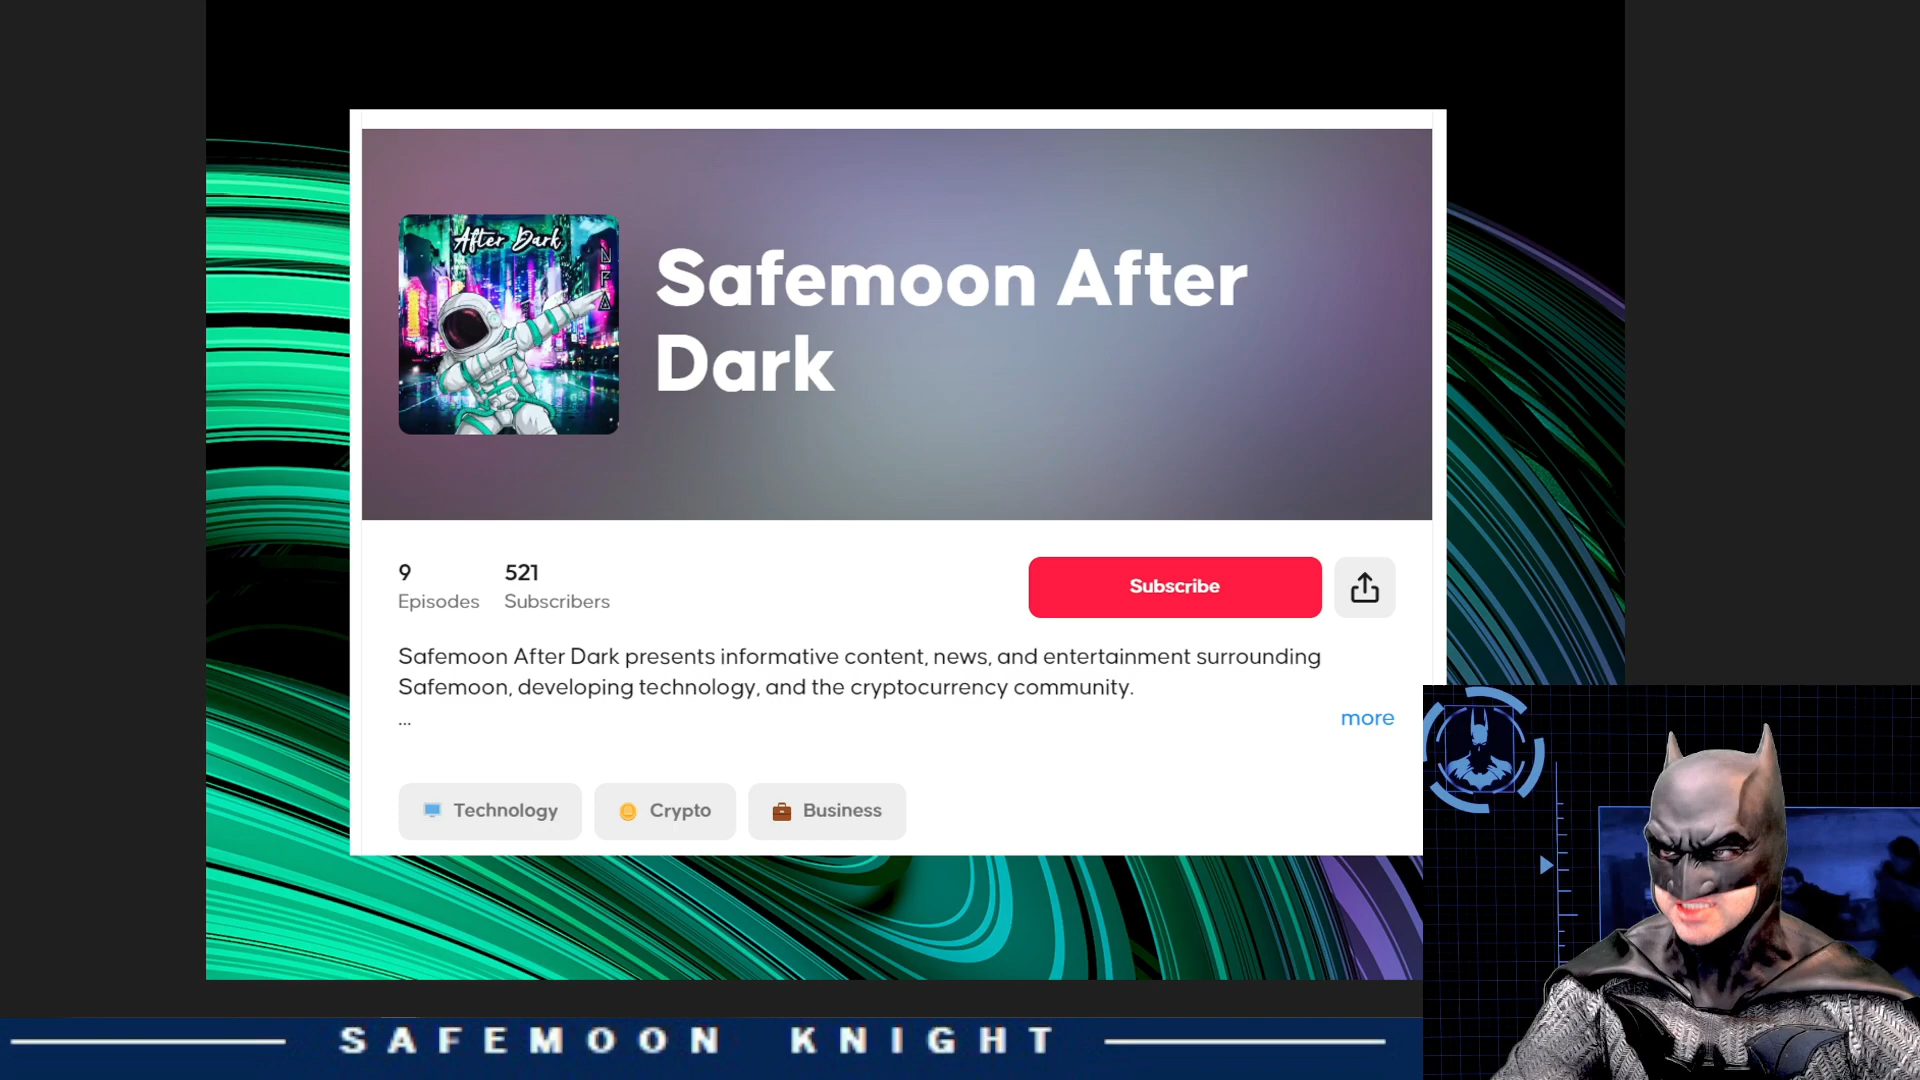 After Dark
NFA
Safemoon After
Dark
9
Episodes
521
Subscribers
Subscribe
Safemoon After Dark presents informative content, news, and entertainment surrounding
Safemoon, developing technology, and the cryptocurrency community.
...
more
Technology
Crypto
Business
SAFEMOON KNIGHT